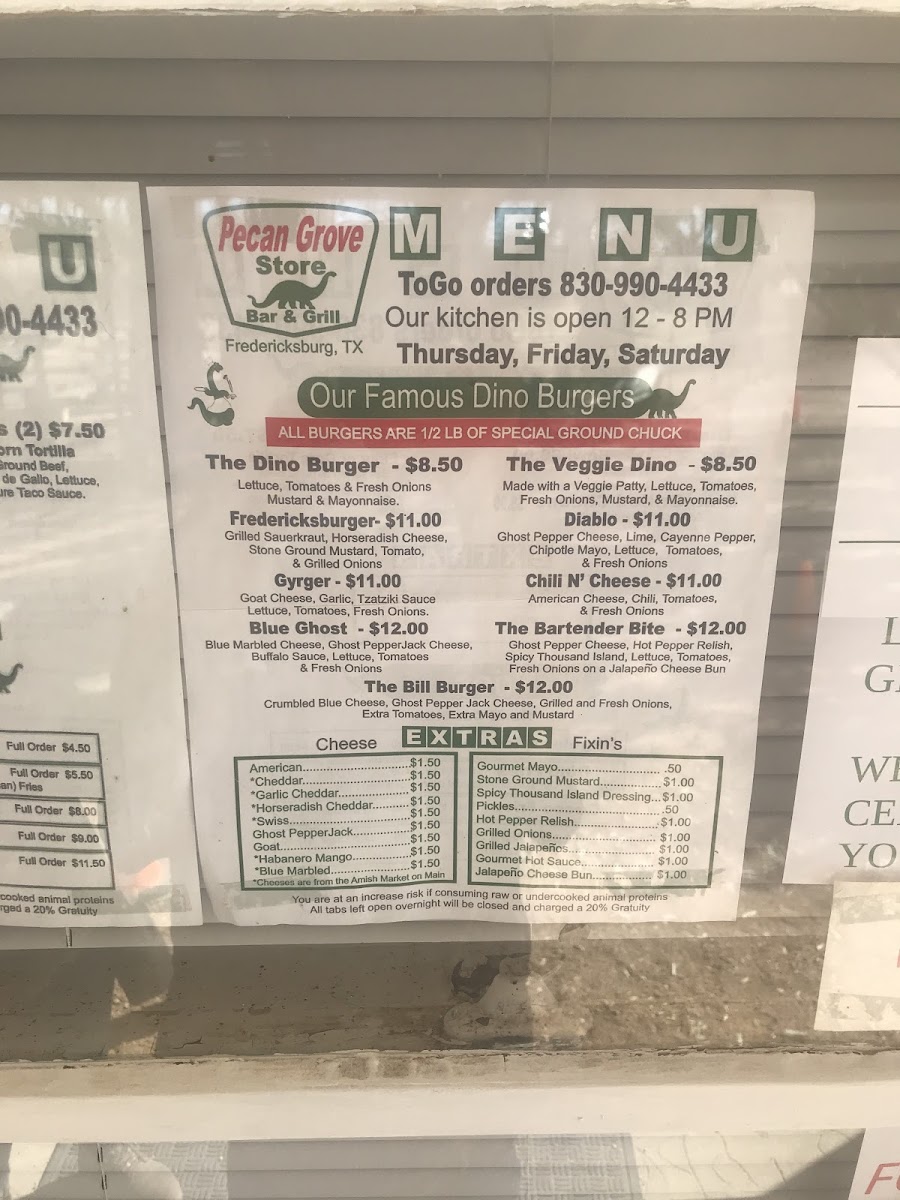 U
0-4433
s (2) $7.50
orn Tortilla
Ground Beef,
de Gallo, Lettuce,
ure Taco Sauce.
Full Order $4.50
Full Order $5.50
an) Fries
Full Order $8.00
Full Order $9.00
Full Order $11.50
cooked animal proteins
rged a 20% Gratuity
Pecan Grove
Store
Bar & Grill
Fredericksburg, TX
MENU
ToGo orders 830-990-4433
Our kitchen is open 12 - 8 PM
Thursday, Friday, Saturday
Our Famous Dino Burgers
ALL BURGERS ARE 1/2 LB OF SPECIAL GROUND CHUCK
The Dino Burger - $8.50
Lettuce, Tomatoes & Fresh Onions
Mustard & Mayonnaise.
The Veggie Dino - $8.50
Made with a Veggie Patty, Lettuce, Tomatoes,
Fresh Onions, Mustard, & Mayonnaise.
Fredericksburger- $11.00
Grilled Sauerkraut, Horseradish Cheese,
Stone Ground Mustard, Tomato,
& Grilled Onions
Diablo - $11.00
Ghost Pepper Cheese, Lime, Cayenne Pepper,
Chipotle Mayo, Lettuce, Tomatoes,
& Fresh Onions
Gyrger - $11.00
Goat Cheese, Garlic, Tzatziki Sauce
Lettuce, Tomatoes, Fresh Onions.
Chili N' Cheese - $11.00
American Cheese, Chili, Tomatoes,
& Fresh Onions
Blue Ghost - $12.00
Blue Marbled Cheese, Ghost PepperJack Cheese,
Buffalo Sauce, Lettuce, Tomatoes
& Fresh Onions
The Bartender Bite - $12.00
Ghost Pepper Cheese, Hot Pepper Relish,
Spicy Thousand Island, Lettuce, Tomatoes,
Fresh Onions on a Jalapeño Cheese Bun
The Bill Burger - $12.00
Crumbled Blue Cheese, Ghost Pepper Jack Cheese, Grilled and Fresh Onions,
Extra Tomatoes, Extra Mayo and Mustard
Cheese EXTRAS Fixin's
American...$1.50
*Cheddar...$1.50
*Garlic Cheddar...$1.50
*Horseradish Cheddar...$1.50
*Swiss...$1.50
Ghost PepperJack...$1.50
Goat...$1.50
*Habanero Mango...$1.50
*Blue Marbled...$1.50
*Cheeses are from the Amish Market on Main
Gourmet Mayo... .50
Stone Ground Mustard...$1.00
Spicy Thousand Island Dressing...$1.00
Pickles... .50
Hot Pepper Relish...$1.00
Grilled Onions...$1.00
Grilled Jalapeños...$1.00
Gourmet Hot Sauce...$1.00
Jalapeño Cheese Bun...$1.00
You are at an increase risk if consuming raw or undercooked animal proteins
All tabs left open overnight will be closed and charged a 20% Gratuity
L
G
WE
CE
YO
F